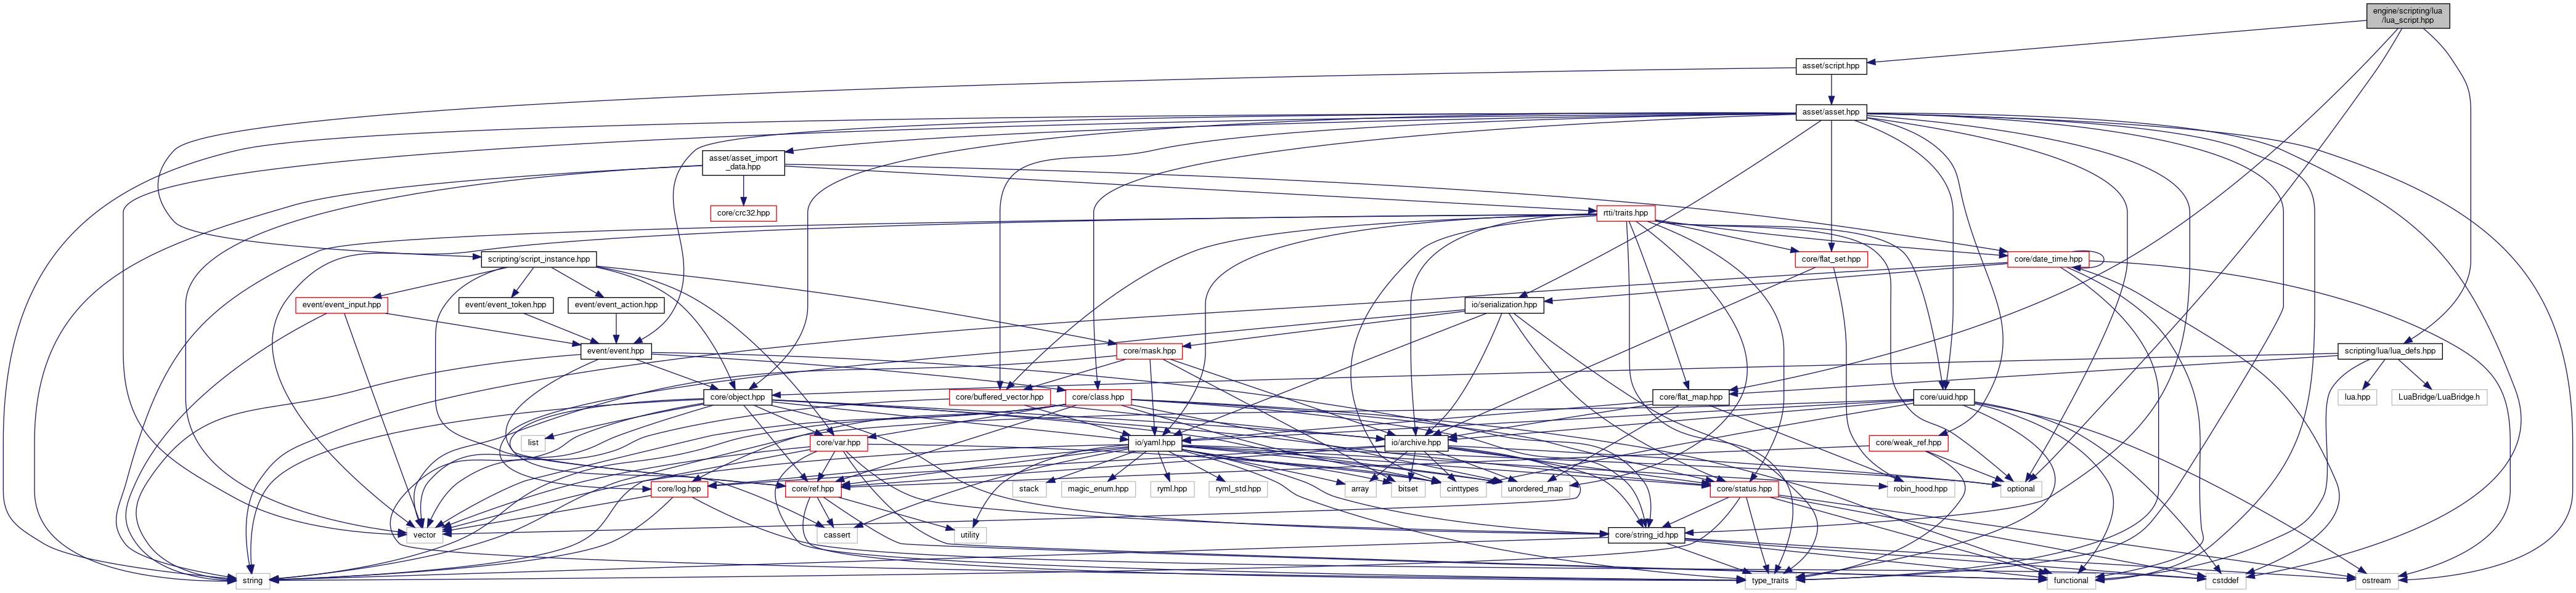 engine/scripting/lua
/lua_script.hpp
asset/script.hpp
asset/asset.hpp
asset/asset_import
_data.hpp
core/crc32.hpp
rtti/traits.hpp
scripting/script_instance.hpp
core/flat_set.hpp
core/date_time.hpp
event/event_input.hpp
event/event_token.hpp
event/event_action.hpp
io/serialization.hpp
event/event.hpp
core/mask.hpp
scripting/lua/lua_defs.hpp
core/object.hpp
core/buffered_vector.hpp
core/class.hpp
core/flat_map.hpp
core/uuid.hpp
lua.hpp
LuaBridge/LuaBridge.h
list
core/var.hpp
io/yaml.hpp
io/archive.hpp
core/weak_ref.hpp
core/log.hpp
core/ref.hpp
stack
magic_enum.hpp
ryml.hpp
ryml_std.hpp
array
bitset
cinttypes
unordered_map
core/status.hpp
robin_hood.hpp
optional
vector
cassert
utility
core/string_id.hpp
string
type_traits
functional
cstddef
ostream